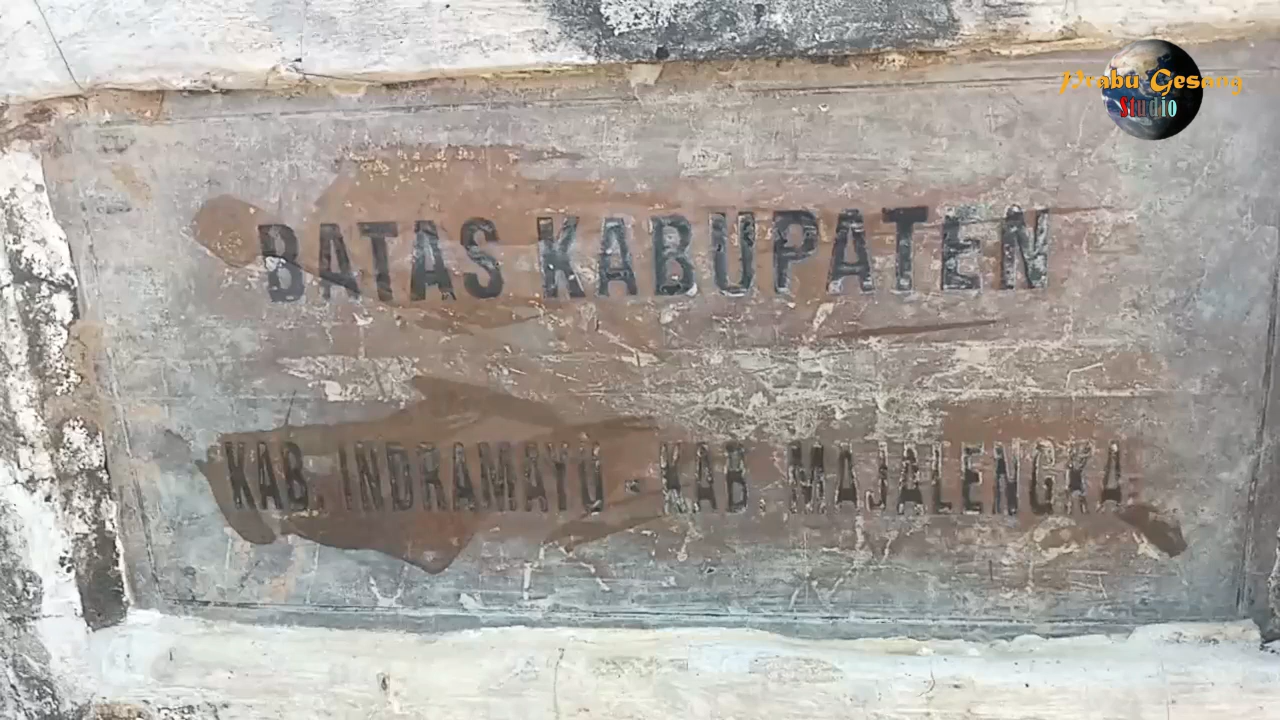 Prabu Gesang
Studio
BATAS KABUPATEN
KAB. INDRAMAYU - KAB. MAJALENGKA